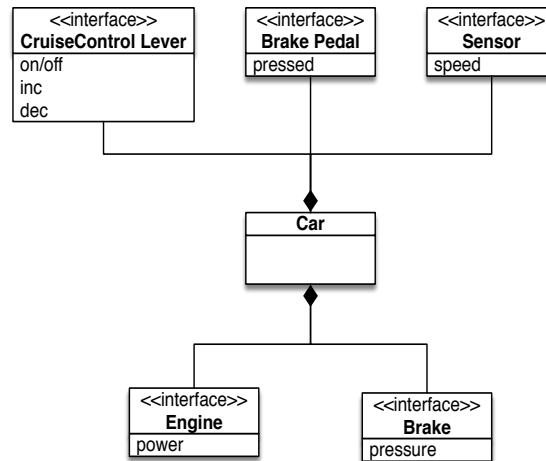 <<interface>>
CruiseControl Lever
on/off
inc
dec
<<interface>>
Brake Pedal
pressed
<<interface>>
Sensor
speed
Car
<<interface>>
Engine
power
<<interface>>
Brake
pressure